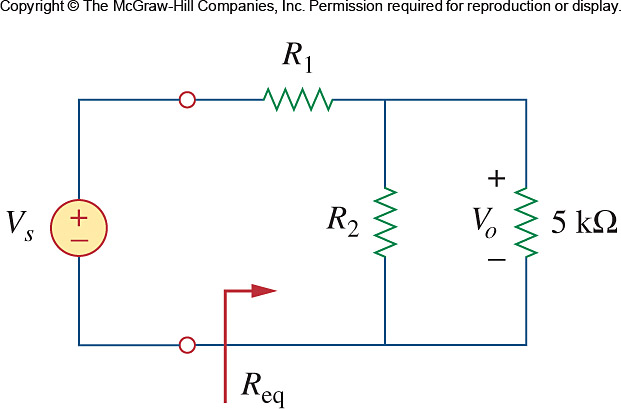 Copyright © The McGraw-Hill Companies, Inc. Permission required for reproduction or display.
R1
+
−
Vs
R2
+
Vo
−
5 kΩ
Req